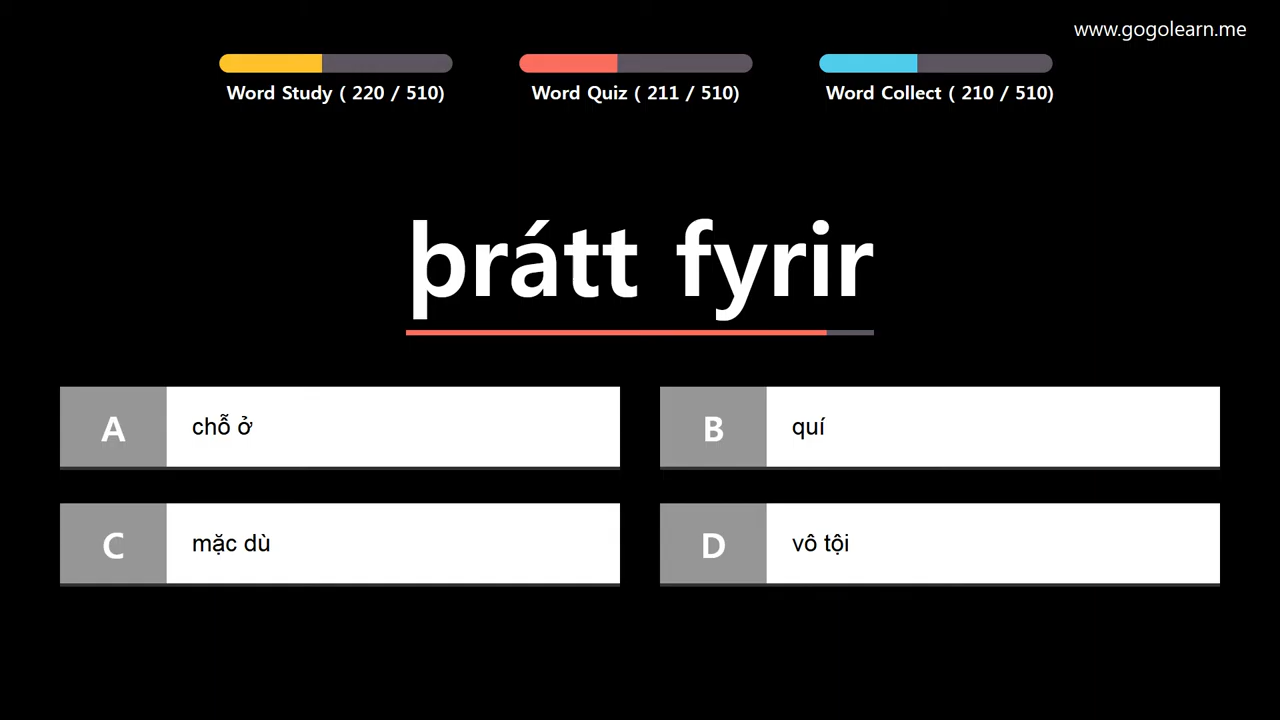 www.gogolearn.me
Word Study ( 220 / 510)
Word Quiz ( 211 / 510)
Word Collect ( 210 / 510)
þrátt fyrir
A chỗ ở
B quí
C mặc dù
D vô tội